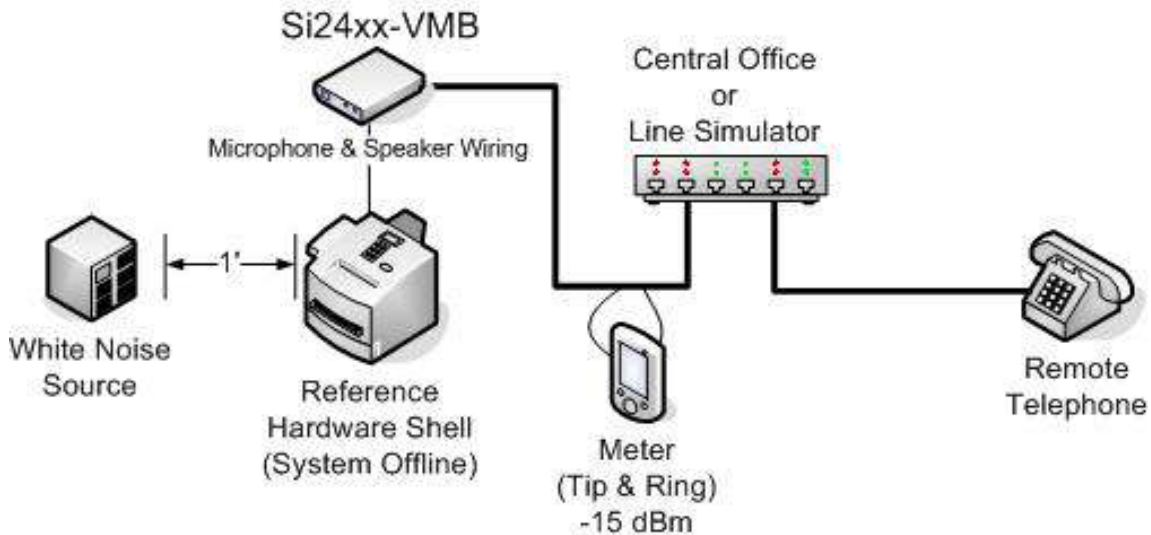 Si24xx-VMB
Central Office
or
Line Simulator
Microphone & Speaker Wiring
1'
White Noise
Source
Reference
Hardware Shell
(System Offline)
Meter
(Tip & Ring)
-15 dBm
Remote
Telephone